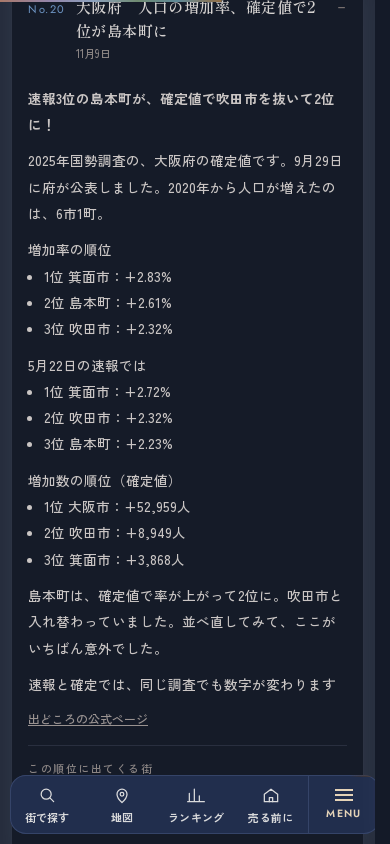 No.20 大阪府　人口の増加率、確定値で2 −
位が島本町に
11月9日
速報3位の島本町が、確定値で吹田市を抜いて2位
に！
2025年国勢調査の、大阪府の確定値です。9月29日
に府が公表しました。2020年から人口が増えたの
は、6市1町。
増加率の順位
• 1位 箕面市：+2.83%
• 2位 島本町：+2.61%
• 3位 吹田市：+2.32%
5月22日の速報では
• 1位 箕面市：+2.72%
• 2位 吹田市：+2.32%
• 3位 島本町：+2.23%
増加数の順位（確定値）
• 1位 大阪市：+52,959人
• 2位 吹田市：+8,949人
• 3位 箕面市：+3,868人
島本町は、確定値で率が上がって2位に。吹田市と
入れ替わっていました。並べ直してみて、ここが
いちばん意外でした。
速報と確定では、同じ調査でも数字が変わります
出どころの公式ページ
この順位に出てくる街
街で探す 地図 ランキング 売る前に MENU